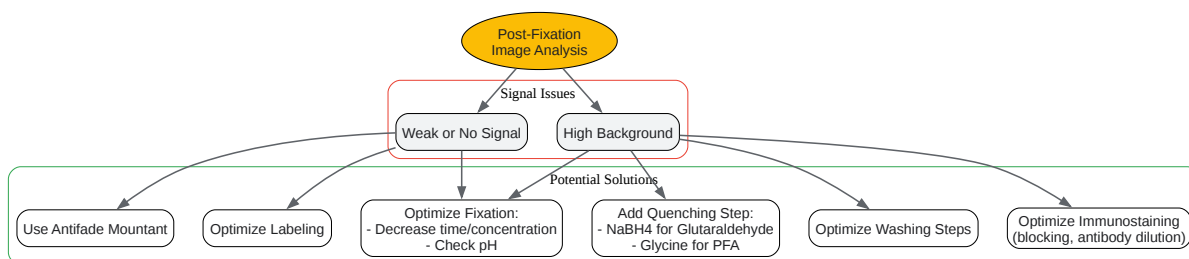 Post-Fixation
Image Analysis
Signal Issues
Weak or No Signal
High Background
Potential Solutions
Use Antifade Mountant
Optimize Labeling
Optimize Fixation:
- Decrease time/concentration
- Check pH
Add Quenching Step:
- NaBH4 for Glutaraldehyde
- Glycine for PFA
Optimize Washing Steps
Optimize Immunostaining
(blocking, antibody dilution)